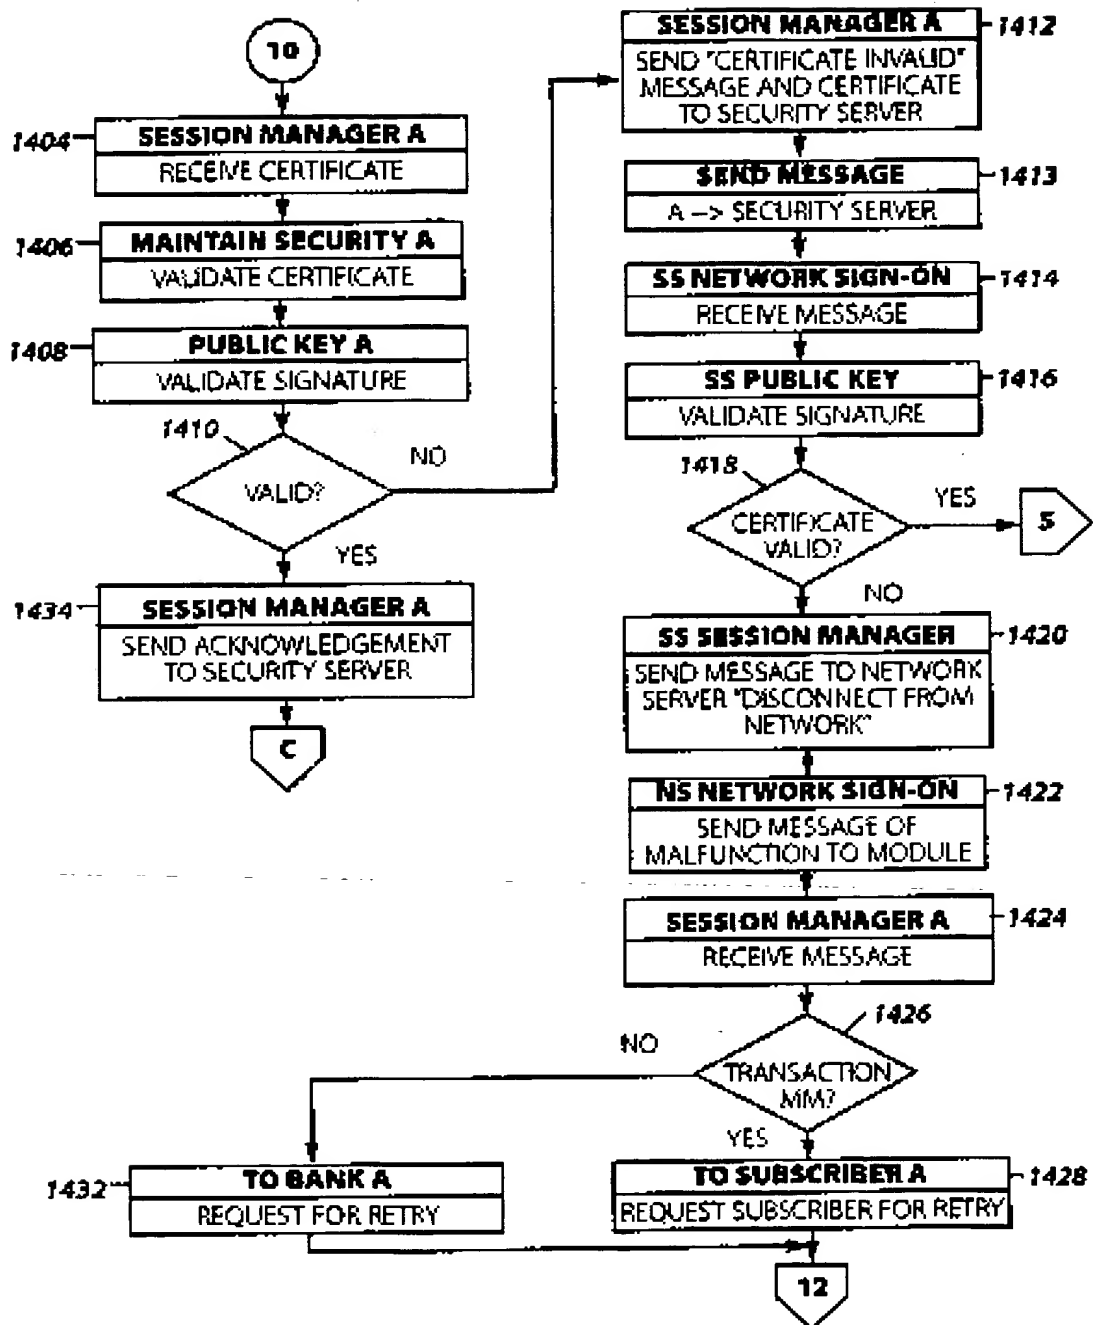 10
1404
SESSION MANAGER A
RECEIVE CERTIFICATE
1406
MAINTAIN SECURITY A
VALIDATE CERTIFICATE
1408
PUBLIC KEY A
VALIDATE SIGNATURE
1410
VALID?
NO
YES
1434
SESSION MANAGER A
SEND ACKNOWLEDGEMENT
TO SECURITY SERVER
C
SESSION MANAGER A
1412
SEND "CERTIFICATE INVALID"
MESSAGE AND CERTIFICATE
TO SECURITY SERVER
SEND MESSAGE
1413
A -> SECURITY SERVER
SS NETWORK SIGN-ON
1414
RECEIVE MESSAGE
SS PUBLIC KEY
1416
VALIDATE SIGNATURE
1418
CERTIFICATE
VALID?
YES
5
NO
SS SESSION MANAGER
1420
SEND MESSAGE TO NETWORK
SERVER "DISCONNECT FROM
NETWORK"
NS NETWORK SIGN-ON
1422
SEND MESSAGE OF
MALFUNCTION TO MODULE
SESSION MANAGER A
1424
RECEIVE MESSAGE
1426
TRANSACTION
MM?
NO
YES
1432
TO BANK A
REQUEST FOR RETRY
TO SUBSCRIBER A
1428
REQUEST SUBSCRIBER FOR RETRY
12